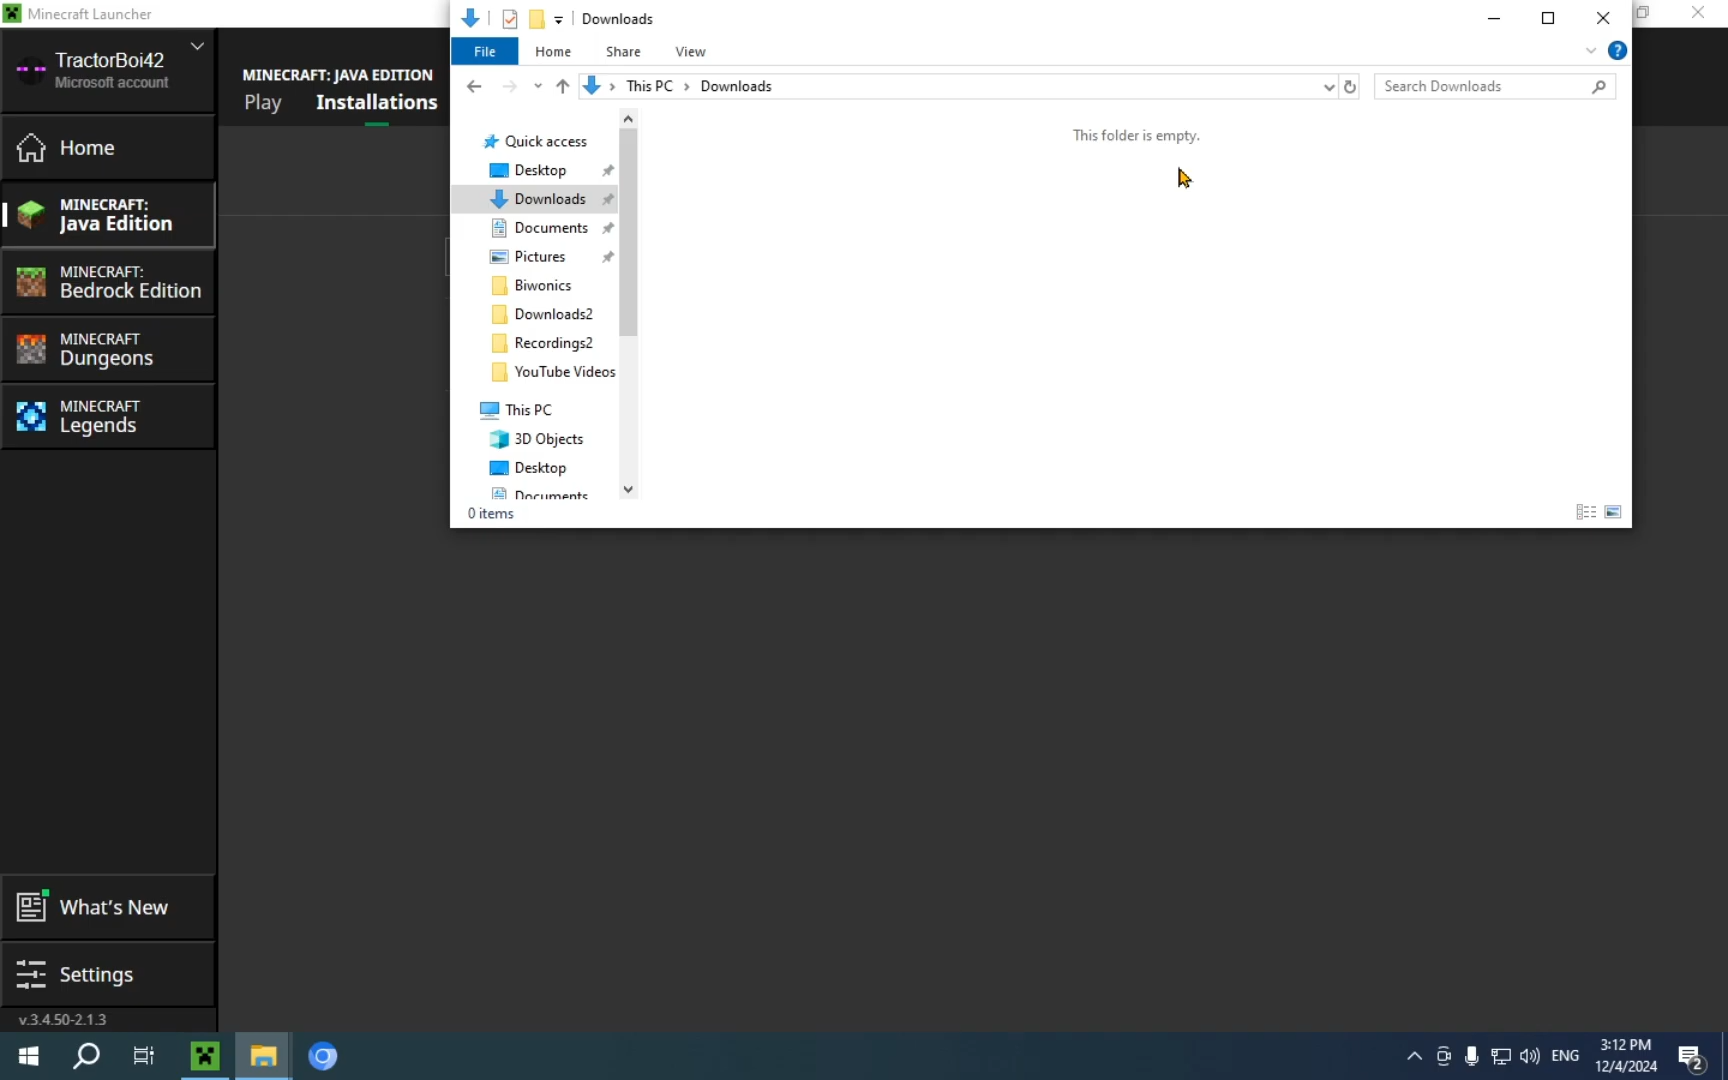 Minecraft Launcher
TractorBoi42
Microsoft account
Home
MINECRAFT:
Java Edition
MINECRAFT:
Bedrock Edition
MINECRAFT
Dungeons
MINECRAFT
Legends
What's New
Settings
v.3.4.50-2.1.3
MINECRAFT: JAVA EDITION
Play Installations
Downloads
File Home Share View
This PC Downloads
Search Downloads
Quick access
Desktop
Downloads
Documents
Pictures
Biwonics
Downloads2
Recordings2
YouTube Videos
This PC
3D Objects
Desktop
Documents
This folder is empty.
0 items
ENG
3:12 PM
12/4/2024
2